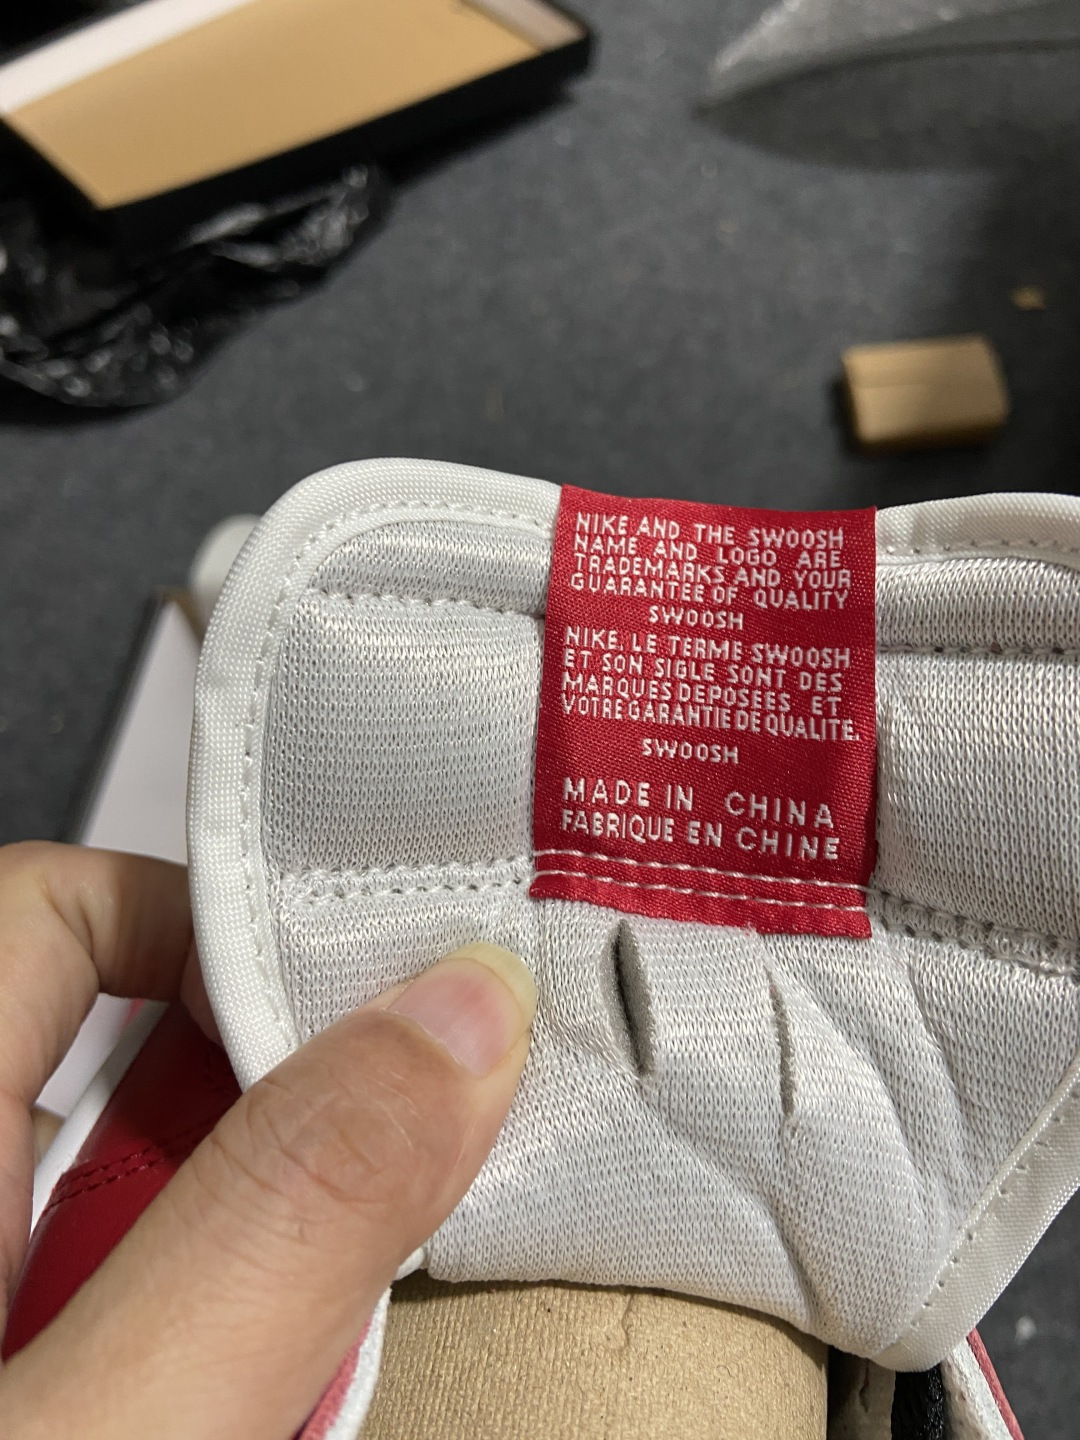 NIKE AND THE SWOOSH
NAME AND LOGO ARE
TRADEMARKS AND YOUR
GUARANTEE OF QUALITY
SWOOSH
NIKE, LE TERME SWOOSH
ET SON SIGLE SONT DES
MARQUES DEPOSEES ET
VOTRE GARANTIE DE QUALITE.
SWOOSH
MADE IN CHINA
FABRIQUE EN CHINE